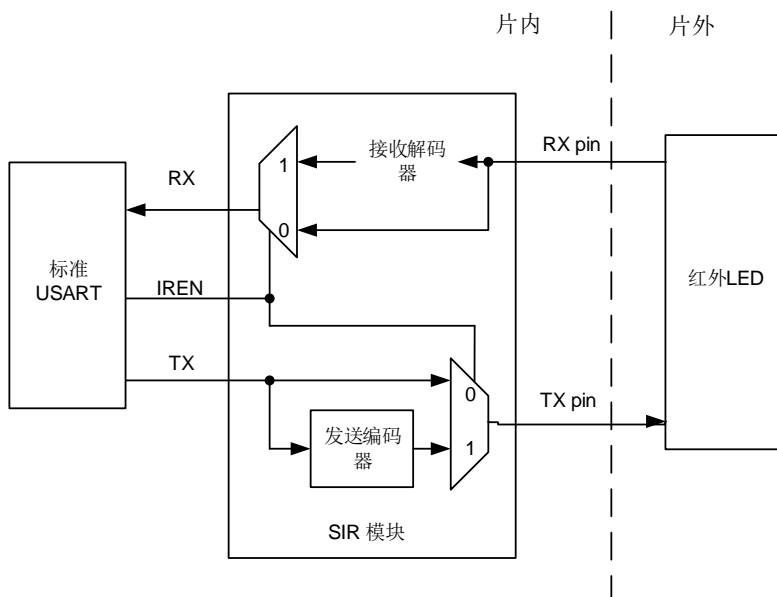 片内
片外
接收解码
器
RX pin
1
RX
0
标准
USART
IREN
红外LED
TX
0
TX pin
发送编码
器
1
SIR 模块